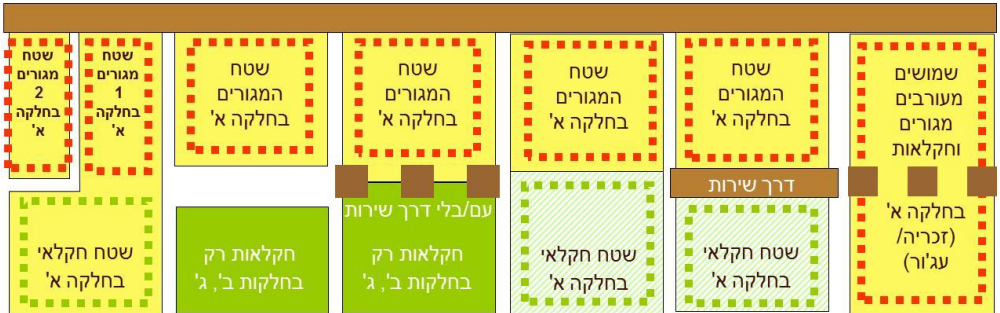 שמושים
מעורבים
מגורים
וחקלאות
בחלקה א'
(זכריה/
עג'ור)
שטח
המגורים
בחלקה א'
דרך שירות
שטח חקלאי
בחלקה א'
שטח
המגורים
בחלקה א'
שטח חקלאי
בחלקה א'
שטח
המגורים
בחלקה א'
עם/בלי דרך שירות
חקלאות רק
בחלקות ב', ג'
שטח
המגורים
בחלקה א'
חקלאות רק
בחלקות ב', ג'
שטח
מגורים
1
בחלקה
א'
שטח
מגורים
2
בחלקה
א'
שטח חקלאי
בחלקה א'